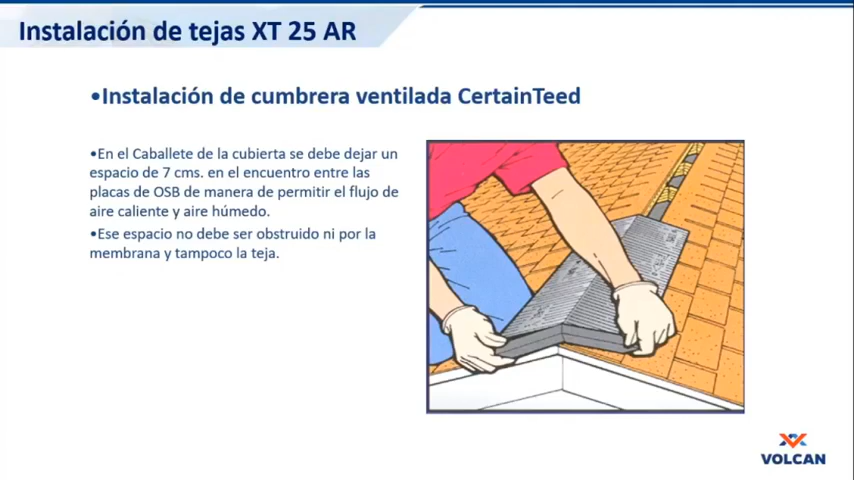 Instalación de tejas XT 25 AR
•Instalación de cumbrera ventilada CertainTeed
•En el Caballete de la cubierta se debe dejar un
espacio de 7 cms. en el encuentro entre las
placas de OSB de manera de permitir el flujo de
aire caliente y aire húmedo.
•Ese espacio no debe ser obstruido ni por la
membrana y tampoco la teja.
VOLCAN